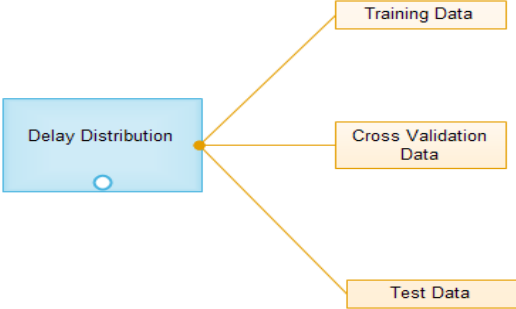 Training Data
Delay Distribution
Cross Validation
Data
Test Data